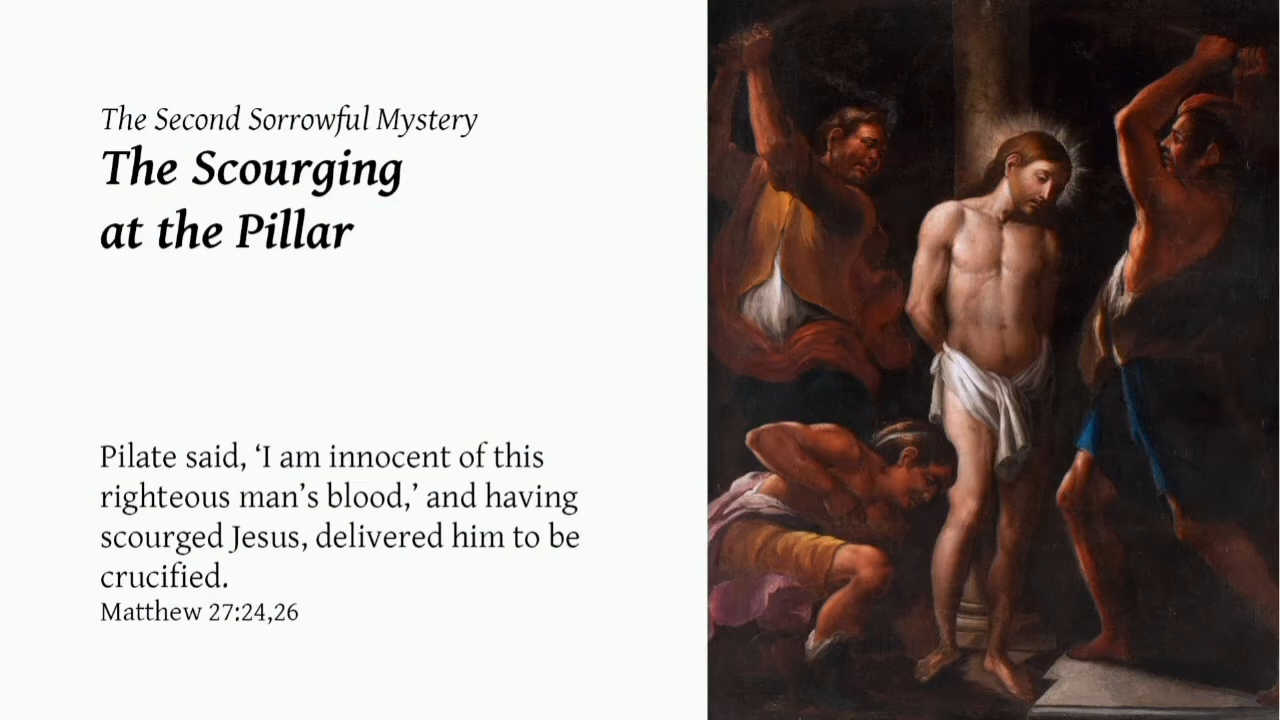 The Second Sorrowful Mystery
The Scourging
at the Pillar
Pilate said, ‘I am innocent of this
righteous man’s blood,’ and having
scourged Jesus, delivered him to be
crucified.
Matthew 27:24,26